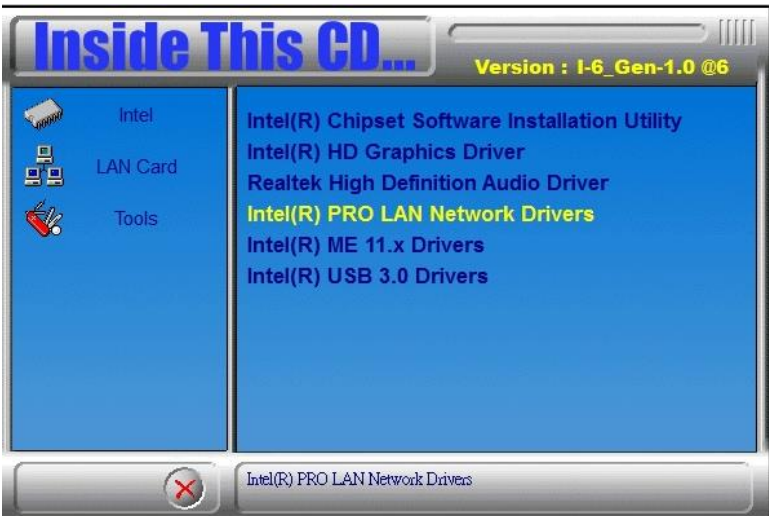 Inside This CD...
Version : I-6_Gen-1.0 @6
Intel
LAN Card
Tools
Intel(R) Chipset Software Installation Utility
Intel(R) HD Graphics Driver
Realtek High Definition Audio Driver
Intel(R) PRO LAN Network Drivers
Intel(R) ME 11.x Drivers
Intel(R) USB 3.0 Drivers
Intel(R) PRO LAN Network Drivers